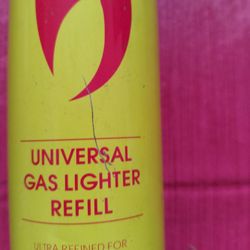 UNIVERSAL
GAS LIGHTER
REFILL
ULTRA REFINED FOR